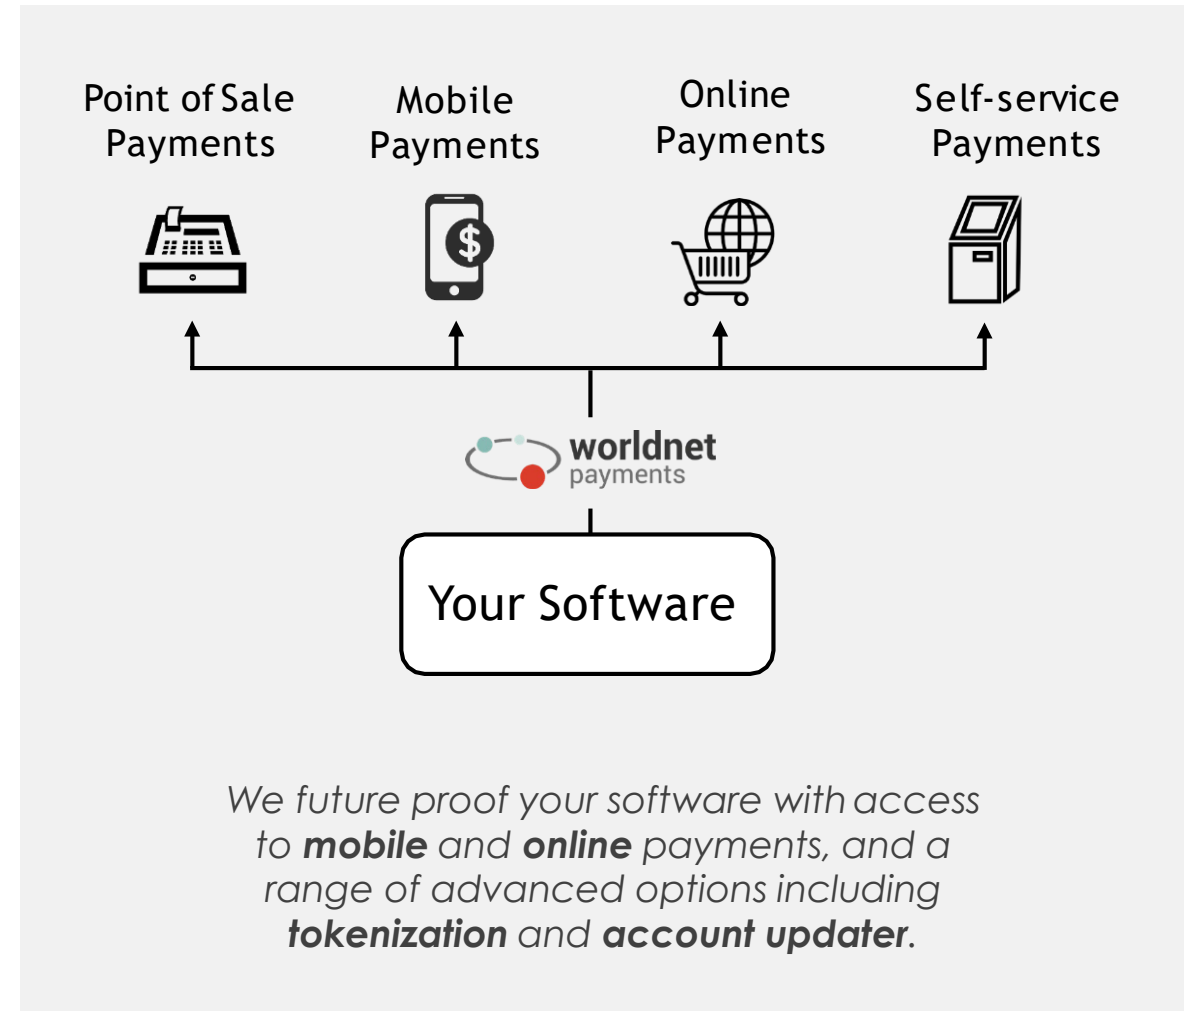 Point of Sale
Payments
Mobile
Payments
Online
Payments
Self-service
Payments
$
worldnet
payments
Your Software
We future proof your software with access
to mobile and online payments, and a
range of advanced options including
tokenization and account updater.